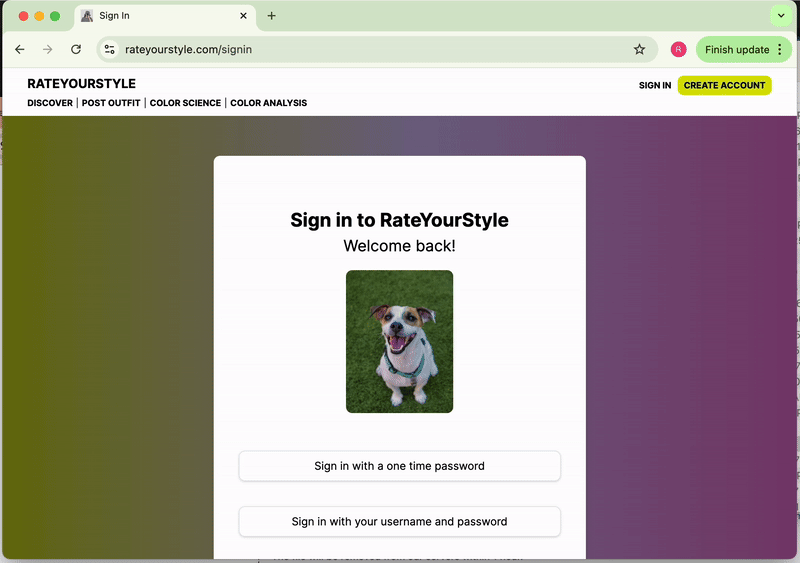 Sign In
rateyourstyle.com/signin
R
Finish update
RATEYOURSTYLE
SIGN IN
CREATE ACCOUNT
DISCOVER | POST OUTFIT | COLOR SCIENCE | COLOR ANALYSIS
Sign in to RateYourStyle
Welcome back!
Sign in with a one time password
Sign in with your username and password